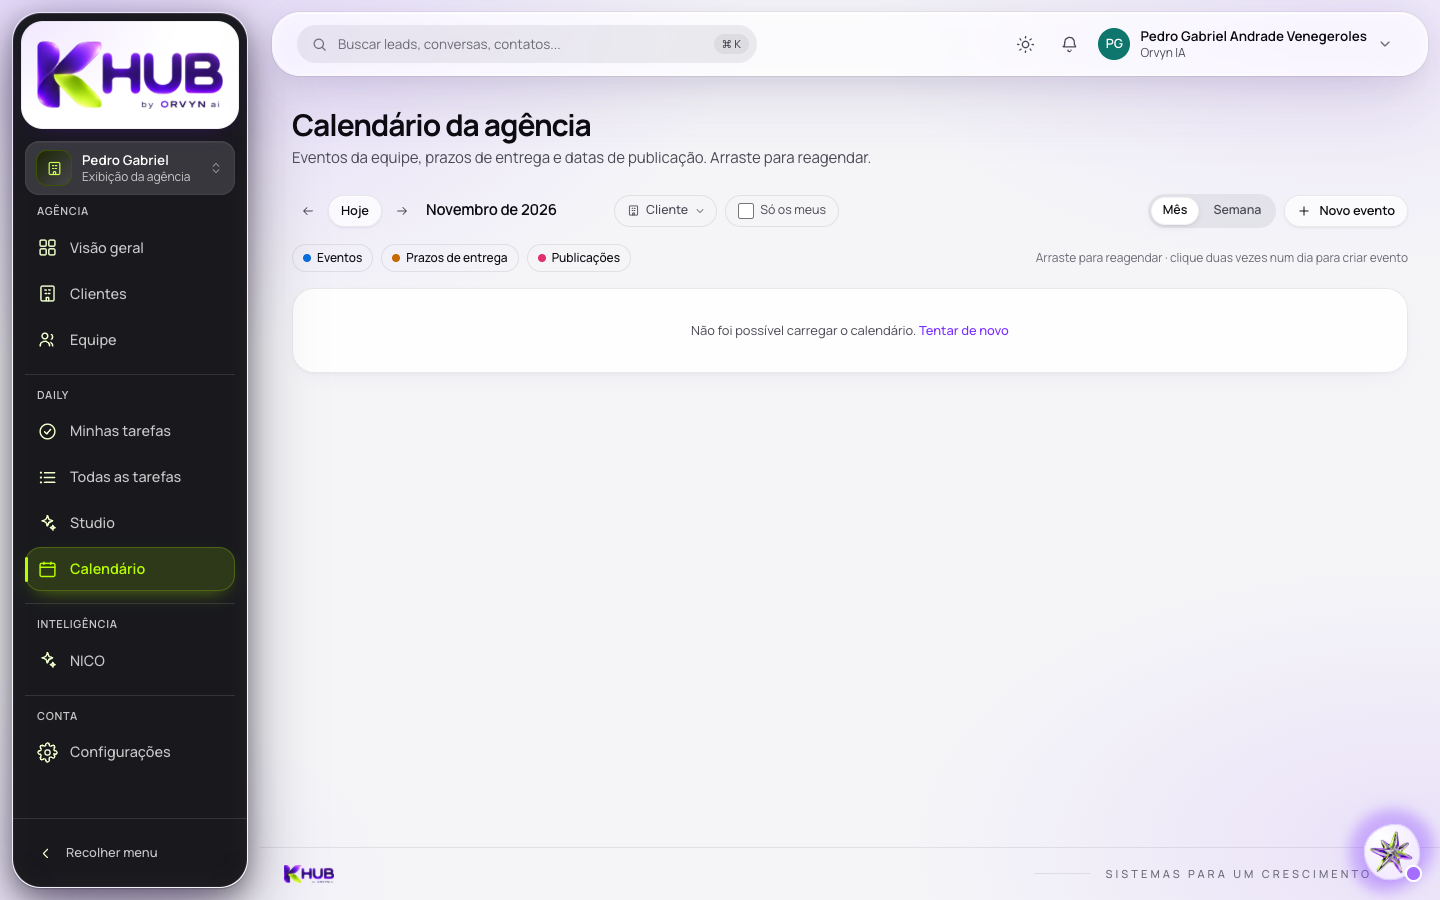 KHUB
by ORVYN ai
Pedro Gabriel
Exibição da agência
AGÊNCIA
Visão geral
Clientes
Equipe
DAILY
Minhas tarefas
Todas as tarefas
Studio
Calendário
INTELIGÊNCIA
NICO
CONTA
Configurações
Recolher menu
Buscar leads, conversas, contatos...
⌘ K
PG
Pedro Gabriel Andrade Venegeroles
Orvyn IA
Calendário da agência
Eventos da equipe, prazos de entrega e datas de publicação. Arraste para reagendar.
Hoje
Novembro de 2026
Cliente
Só os meus
Mês
Semana
Novo evento
Eventos
Prazos de entrega
Publicações
Arraste para reagendar · clique duas vezes num dia para criar evento
Não foi possível carregar o calendário. Tentar de novo
KHUB
SISTEMAS PARA UM CRESCIMENTO